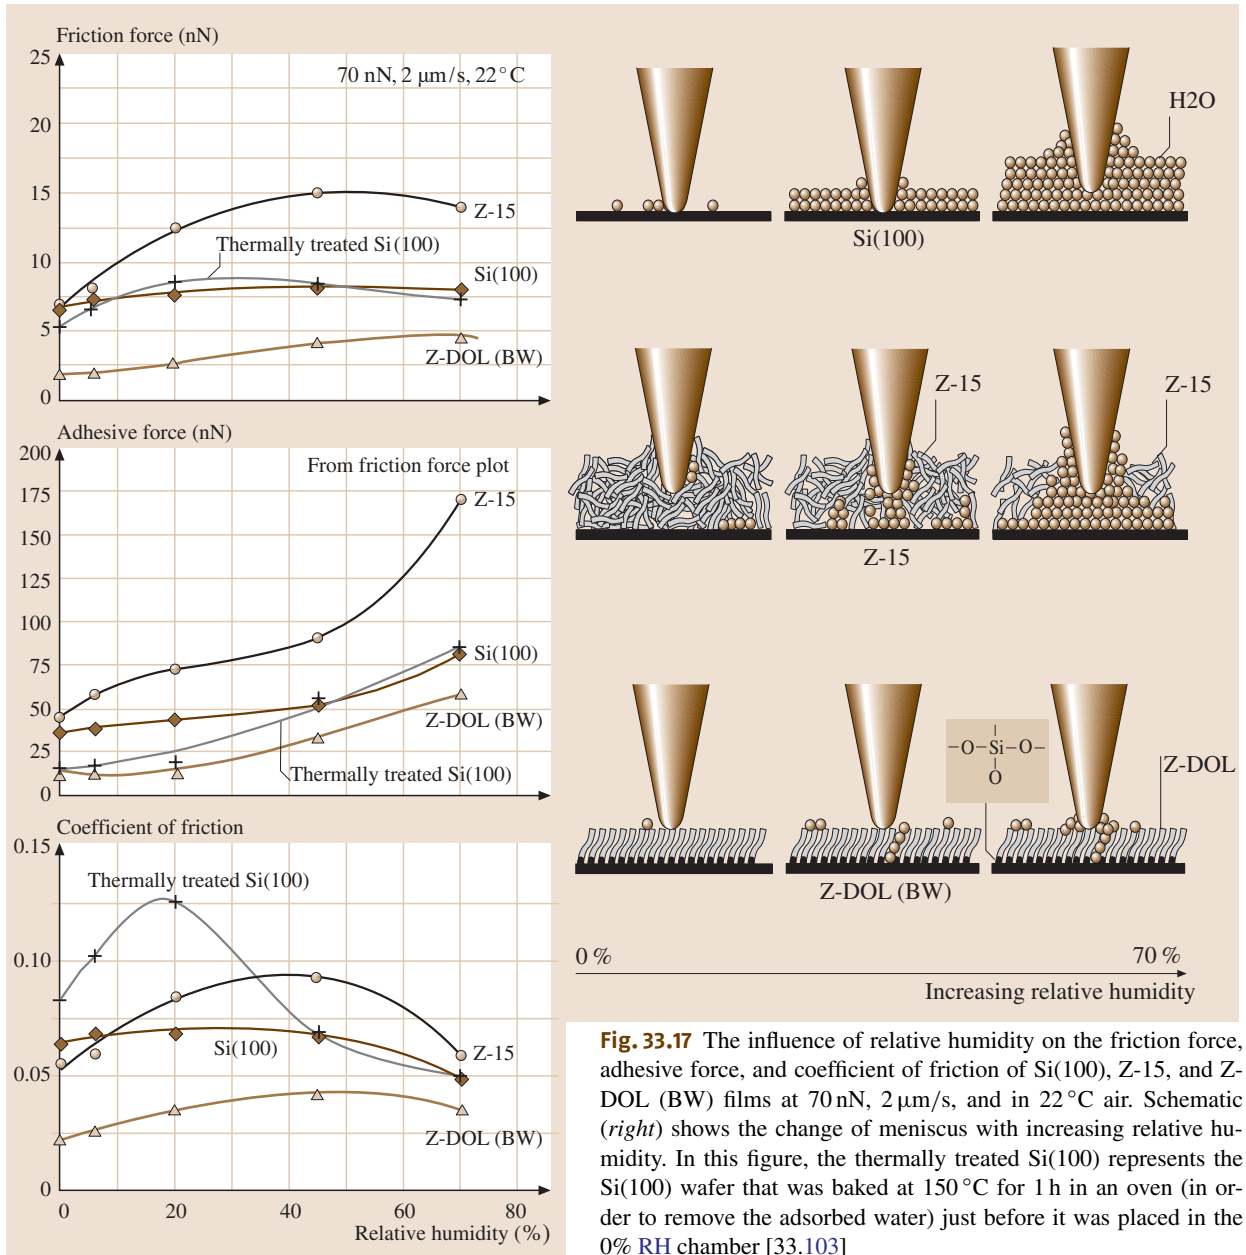 Friction force (nN)
25
70 nN, 2 μm/s, 22 °C
20
15
Z-15
Thermally treated Si(100)
10
Si(100)
5
Z-DOL (BW)
0
Adhesive force (nN)
200
From friction force plot
175
Z-15
150
125
100
75
Si(100)
50
Z-DOL (BW)
25
Thermally treated Si(100)
0
Coefficient of friction
0.15
Thermally treated Si(100)
0.10
Si(100)
Z-15
0.05
Z-DOL (BW)
0
0 20 40 60 80
Relative humidity (%)
H2O
Si(100)
Z-15
Z-15
Z-15
–O–Si–O–
O
Z-DOL
Z-DOL (BW)
0 % 70 %
Increasing relative humidity
Fig. 33.17 The influence of relative humidity on the friction force,
adhesive force, and coefficient of friction of Si(100), Z-15, and Z-
DOL (BW) films at 70 nN, 2 μm/s, and in 22 °C air. Schematic
(right) shows the change of meniscus with increasing relative hu-
midity. In this figure, the thermally treated Si(100) represents the
Si(100) wafer that was baked at 150 °C for 1 h in an oven (in or-
der to remove the adsorbed water) just before it was placed in the
0% RH chamber [33.103]